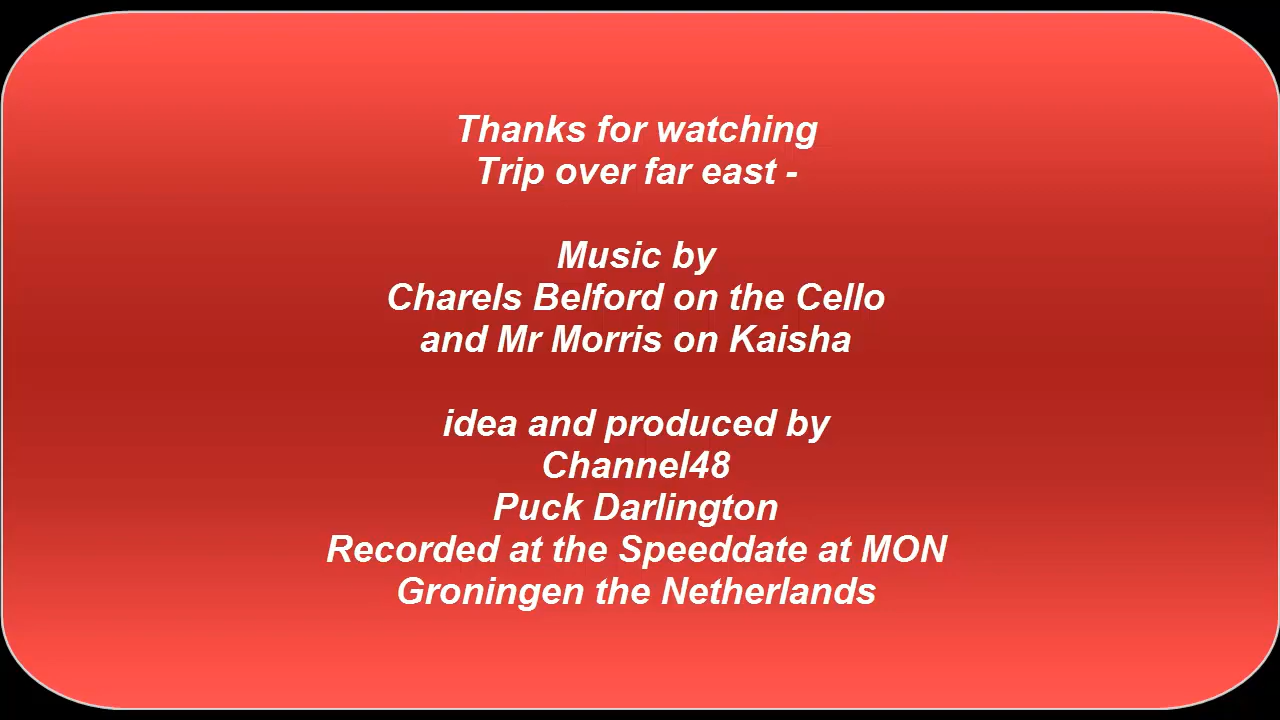 Thanks for watching
Trip over far east -
Music by
Charels Belford on the Cello
and Mr Morris on Kaisha
idea and produced by
Channel48
Puck Darlington
Recorded at the Speeddate at MON
Groningen the Netherlands